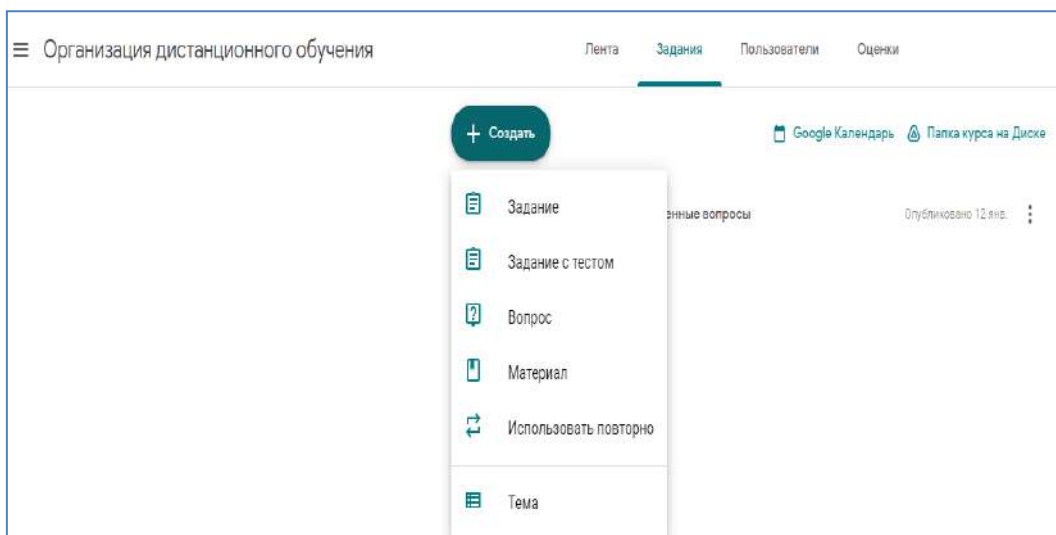 Организация дистанционного обучения
Лента Задания Пользователи Оценки
Создать
Google Календарь Папка курса на Диске
Задание
енные вопросы Опубликовано 12 янв.
Задание с тестом
Вопрос
Материал
Использовать повторно
Тема